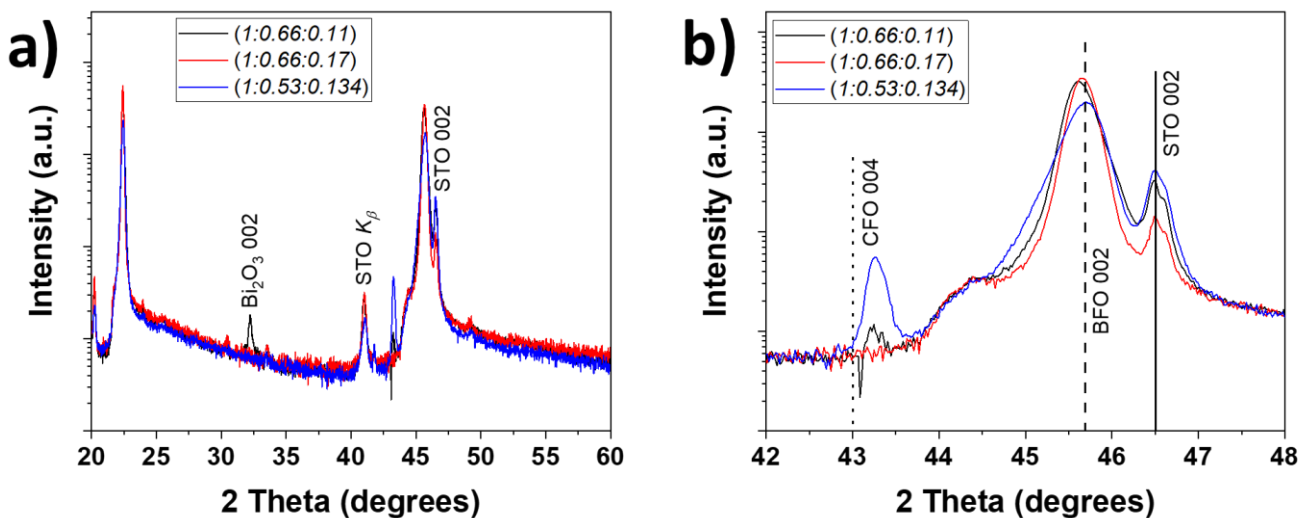 a)
(1:0.66:0.11)
(1:0.66:0.17)
(1:0.53:0.134)
Intensity (a.u.)
Bi₂O₃ 002
STO Kβ
STO 002
20 25 30 35 40 45 50 55 60
2 Theta (degrees)
b)
(1:0.66:0.11)
(1:0.66:0.17)
(1:0.53:0.134)
Intensity (a.u.)
CFO 004
BFO 002
STO 002
42 43 44 45 46 47 48
2 Theta (degrees)